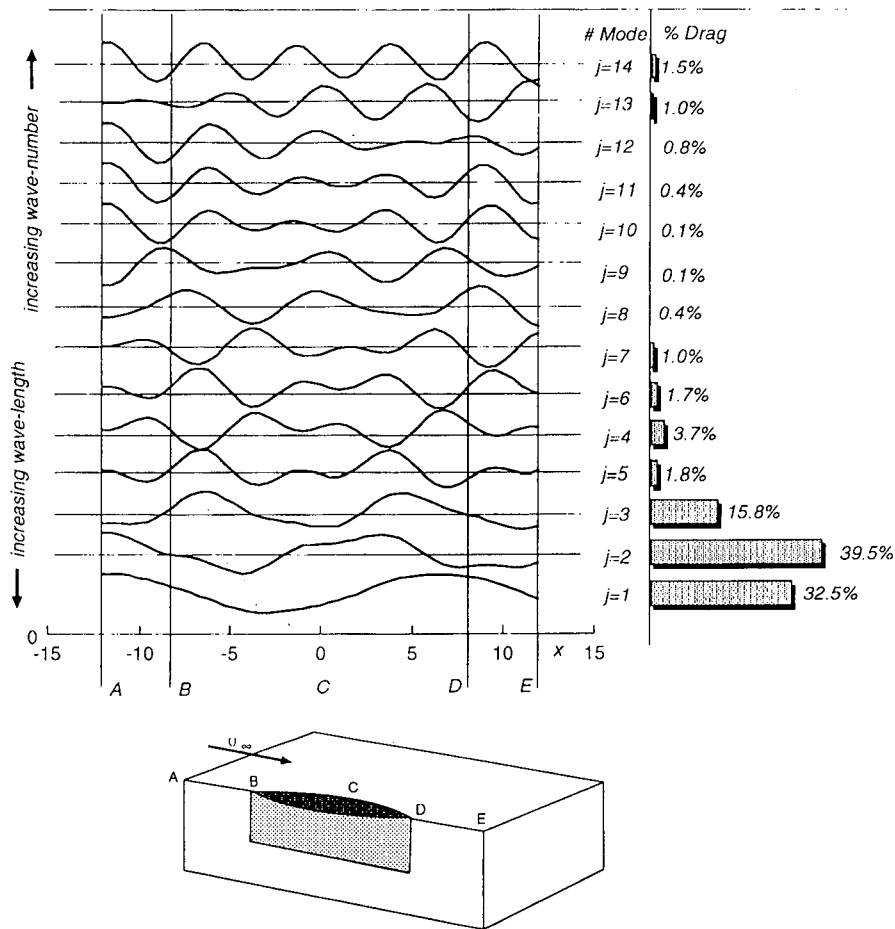 # Mode % Drag
j=14 1.5%
j=13 1.0%
j=12 0.8%
j=11 0.4%
j=10 0.1%
j=9 0.1%
j=8 0.4%
j=7 1.0%
j=6 1.7%
j=4 3.7%
j=5 1.8%
j=3 15.8%
j=2 39.5%
j=1 32.5%
increasing wave-number
increasing wave-length
0
-15 -10 -5 0 5 10 x 15
A B C D E
∞
A B C D E